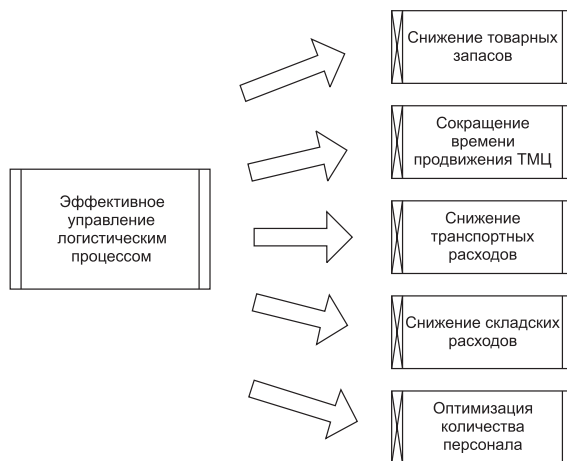 Эффективное
управление
логистическим
процессом
Снижение товарных
запасов
Сокращение
времени
продвижения ТМЦ
Снижение
транспортных
расходов
Снижение складских
расходов
Оптимизация
количества
персонала